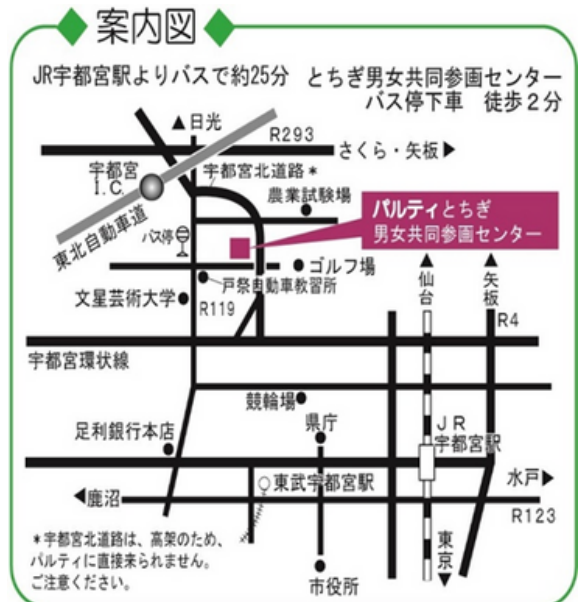 案内図
JR宇都宮駅よりバスで約25分　とちぎ男女共同参画センター
バス停下車　徒歩2分
▲日光
R293
さくら・矢板▶
宇都宮
I.C.
宇都宮北道路*
農業試験場
東北自動車道
バス停
パルティとちぎ
男女共同参画センター
ゴルフ場
戸祭自動車教習所
文星芸術大学
R119
▲仙台
▲矢板
R4
宇都宮環状線
競輪場
県庁
JR
宇都宮駅
足利銀行本店
東武宇都宮駅
水戸▶
◀鹿沼
R123
*宇都宮北道路は、高架のため、
パルティに直接来られません。
ご注意ください。
市役所
東京▼